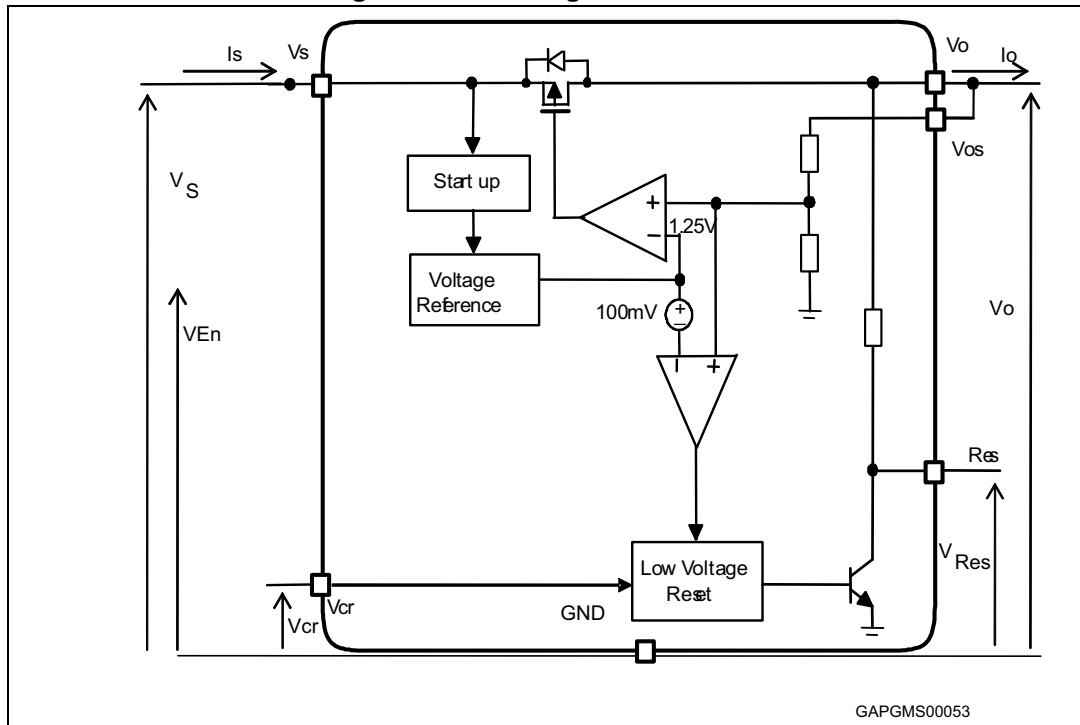 Is
Vs
Vo
Io
Vos
V S
Start up
+
1.25V
−
Voltage
Reference
100mV
+
−
VEn
Vo
− +
Res
Low Voltage
Reset
V Res
Vcr
Vcr
GND
GAPGMS00053